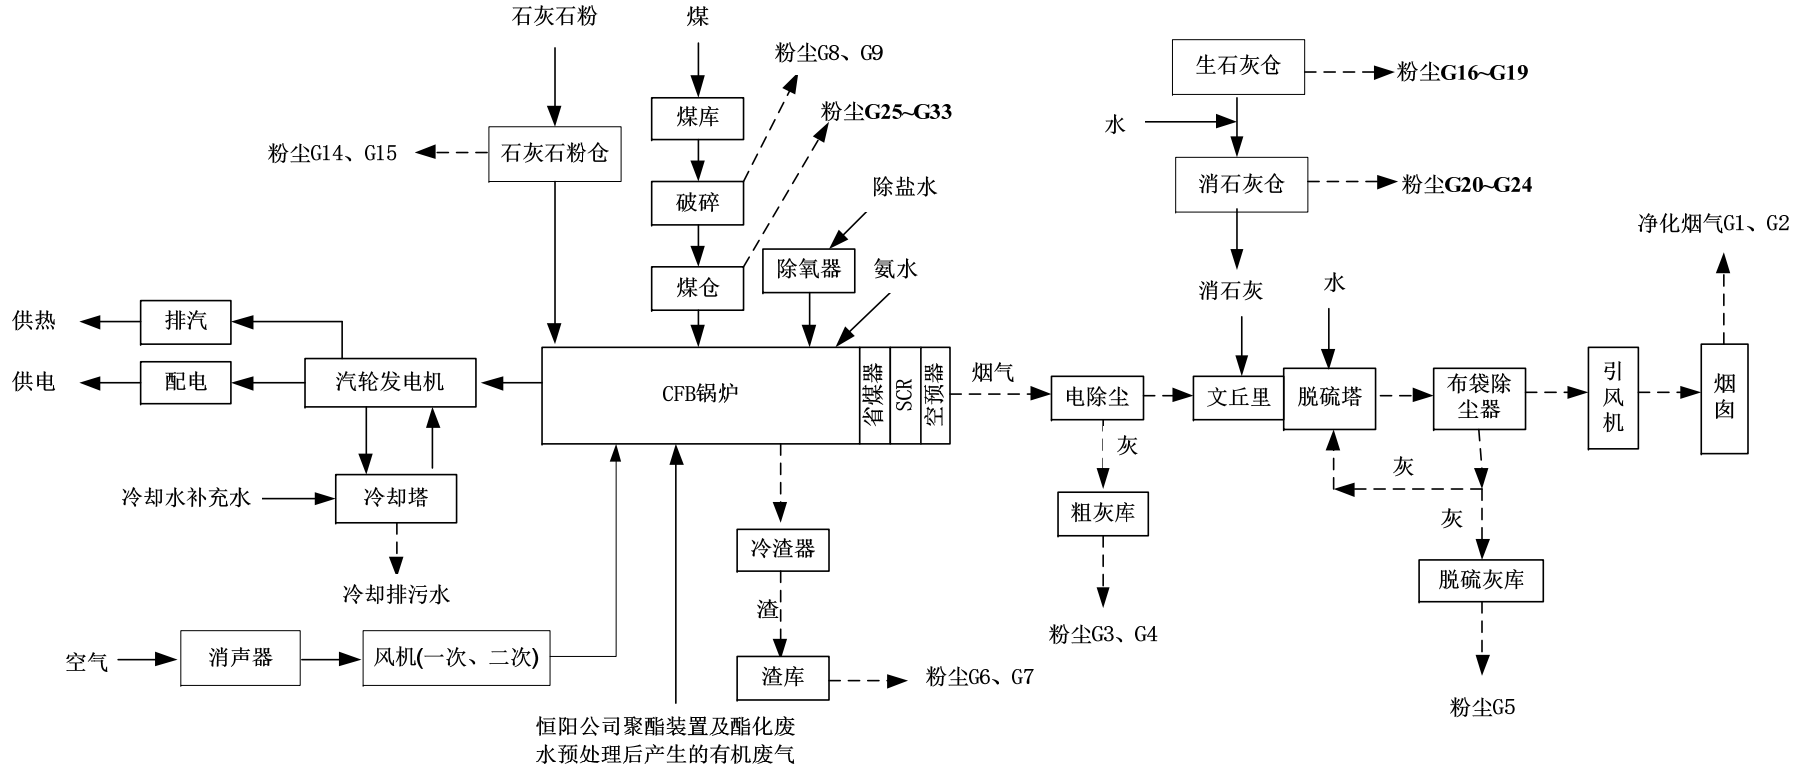 石灰石粉
煤
粉尘G8、G9
生石灰仓
粉尘G16~G19
煤库
粉尘G25~G33
水
粉尘G14、G15
石灰石粉仓
破碎
除盐水
消石灰仓
粉尘G20~G24
净化烟气G1、G2
煤仓
除氧器
氨水
消石灰
水
供热
排汽
供电
配电
汽轮发电机
CFB锅炉
省煤器
SCR
空预器
烟气
电除尘
文丘里
脱硫塔
布袋除
尘器
引风机
烟囱
灰
灰
冷却水补充水
冷却塔
粗灰库
灰
冷渣器
脱硫灰库
冷却排污水
渣
粉尘G3、G4
空气
消声器
风机(一次、二次)
渣库
粉尘G6、G7
粉尘G5
恒阳公司聚酯装置及酯化废
水预处理后产生的有机废气